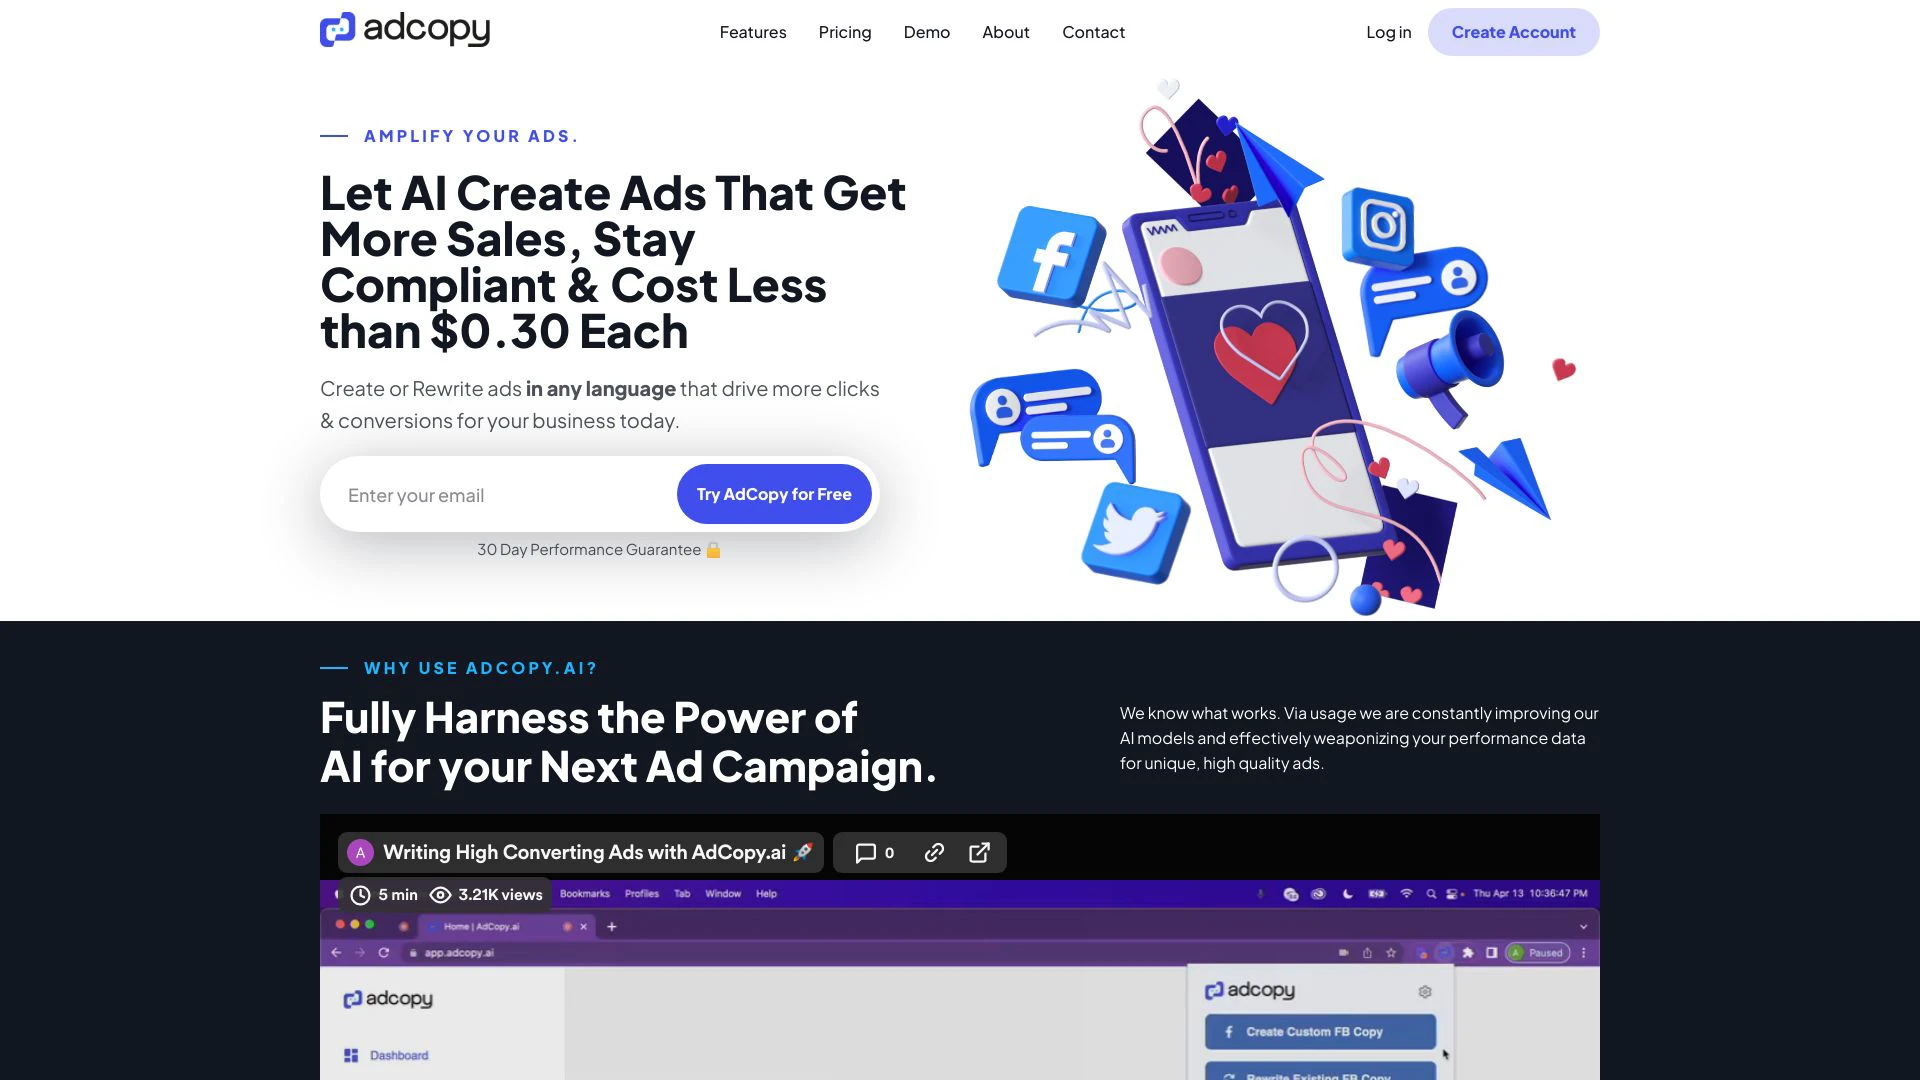 adcopy
Features Pricing Demo About Contact
Log in Create Account
AMPLIFY YOUR ADS.
Let AI Create Ads That Get
More Sales, Stay
Compliant & Cost Less
than $0.30 Each
Create or Rewrite ads in any language that drive more clicks
& conversions for your business today.
Enter your email Try AdCopy for Free
30 Day Performance Guarantee 🔒
WHY USE ADCOPY.AI?
Fully Harness the Power of
AI for your Next Ad Campaign.
We know what works. Via usage we are constantly improving our
AI models and effectively weaponizing your performance data
for unique, high quality ads.
A Writing High Converting Ads with AdCopy.ai 🚀 0
5 min 3.21K views Bookmarks Profiles Tab Window Help Thu Apr 13 10:36:47 PM
Home | AdCopy.ai
app.adcopy.ai A Paused
adcopy
adcopy
Create Custom FB Copy
Dashboard
Rewrite Existing FB Copy